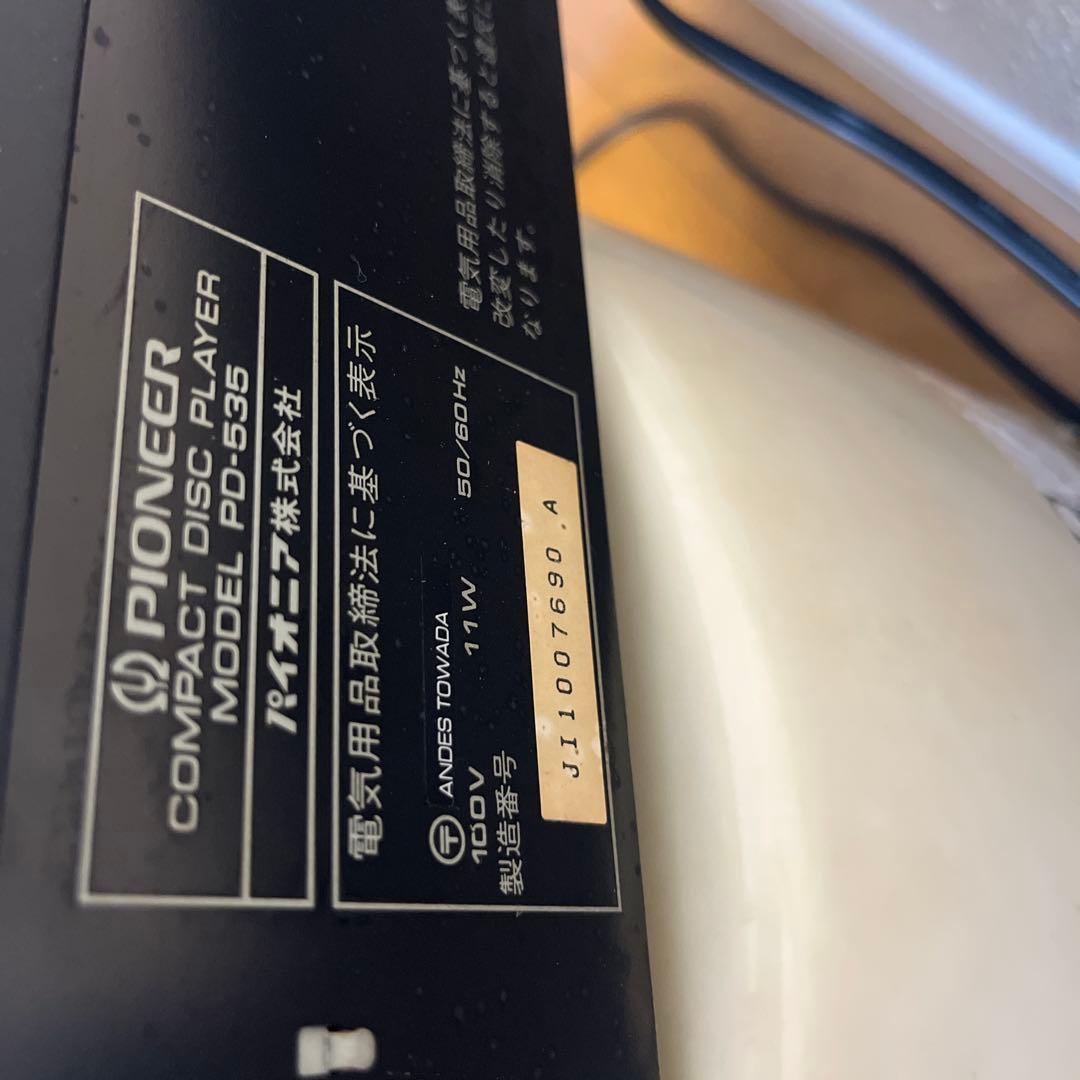 PIONEER
COMPACT DISC PLAYER
MODEL PD-535
パイオニア株式会社
電気用品取締法に基づく表示
〒 ANDES TOWADA
100V 11W 50/60Hz
製造番号
JI1007690.A
電気用品取締法に基づく表
改変したり消除すると
なります。